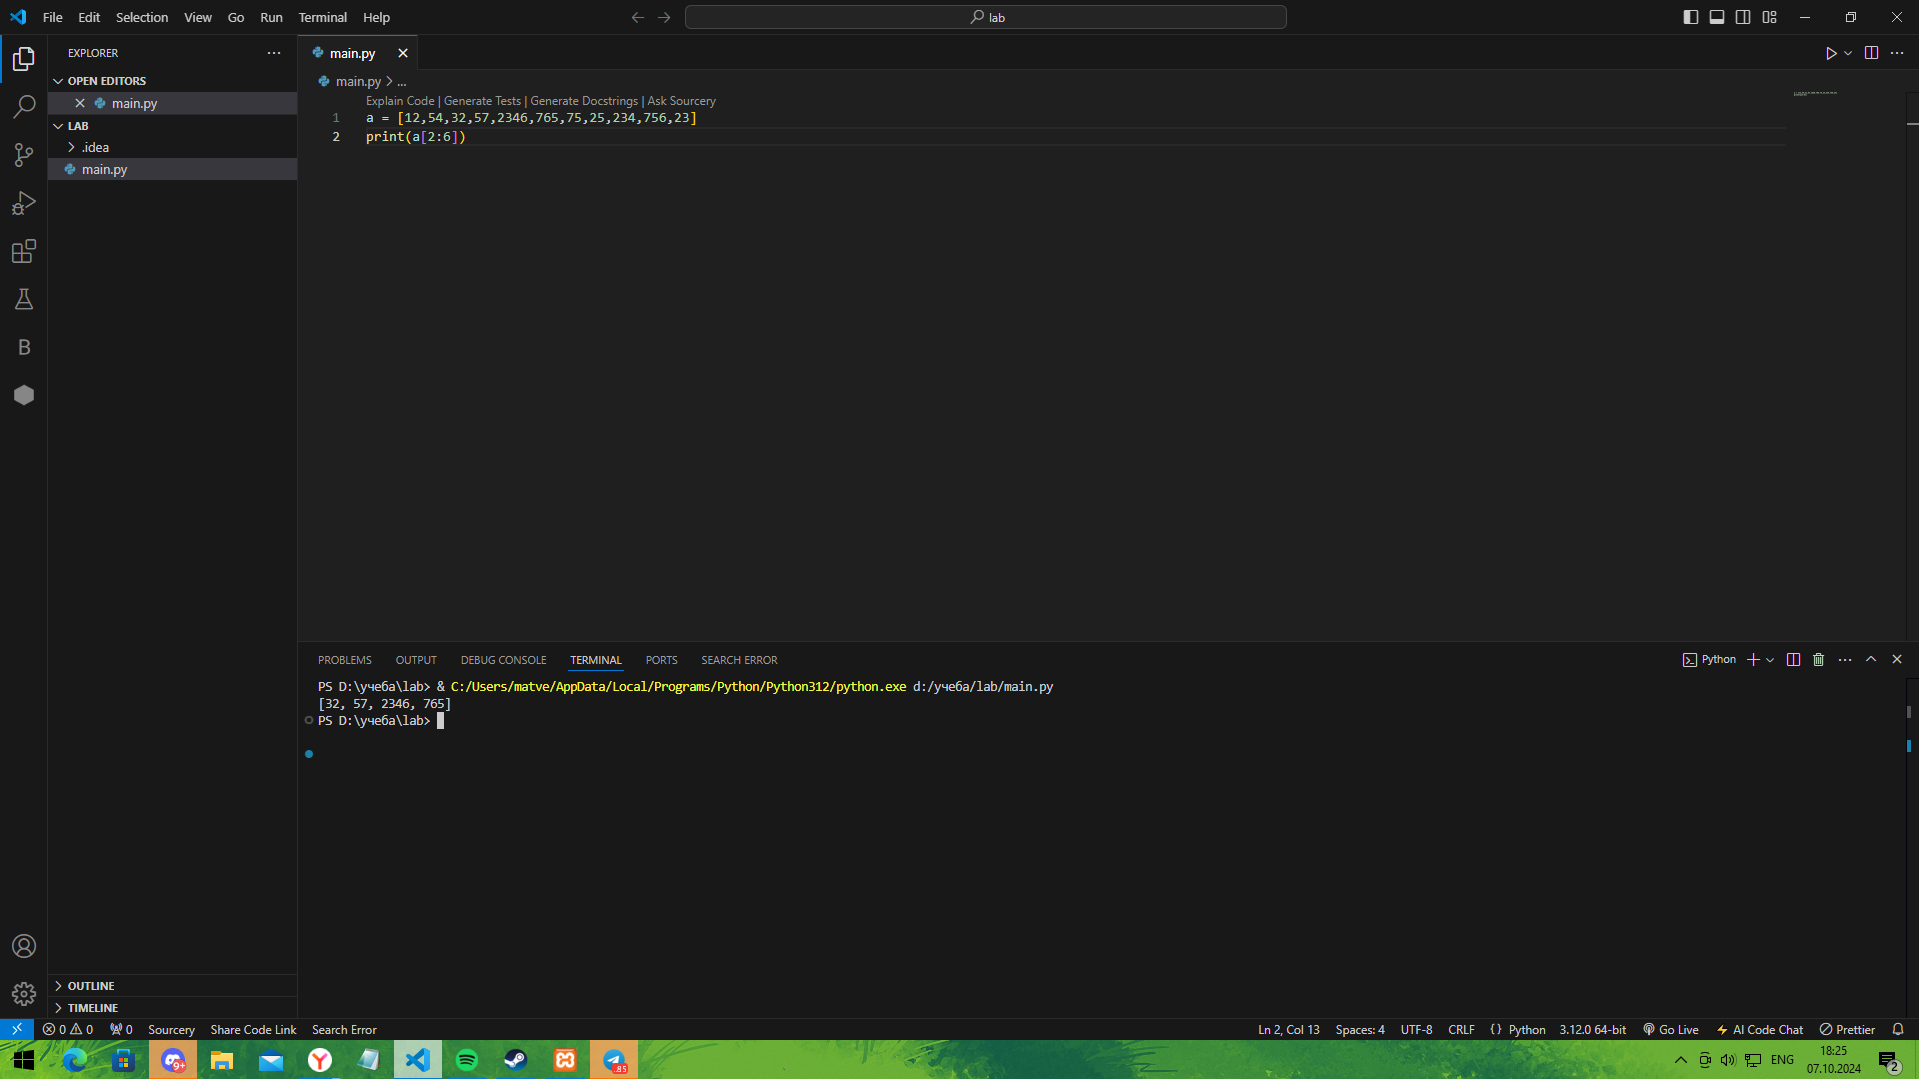 File Edit Selection View Go Run Terminal Help
lab
EXPLORER
OPEN EDITORS
main.py
LAB
.idea
main.py
OUTLINE
TIMELINE
main.py
main.py > ...
Explain Code | Generate Tests | Generate Docstrings | Ask Sourcery
1 a = [12,54,32,57,2346,765,75,25,234,756,23]
2 print(a[2:6])
PROBLEMS OUTPUT DEBUG CONSOLE TERMINAL PORTS SEARCH ERROR
Python
PS D:\учеба\lab> & C:/Users/matve/AppData/Local/Programs/Python/Python312/python.exe d:/учеба/lab/main.py
[32, 57, 2346, 765]
PS D:\учеба\lab>
0 0 0 Sourcery Share Code Link Search Error
Ln 2, Col 13 Spaces: 4 UTF-8 CRLF {} Python 3.12.0 64-bit Go Live AI Code Chat Prettier
9+
85
ENG
18:25
07.10.2024
2